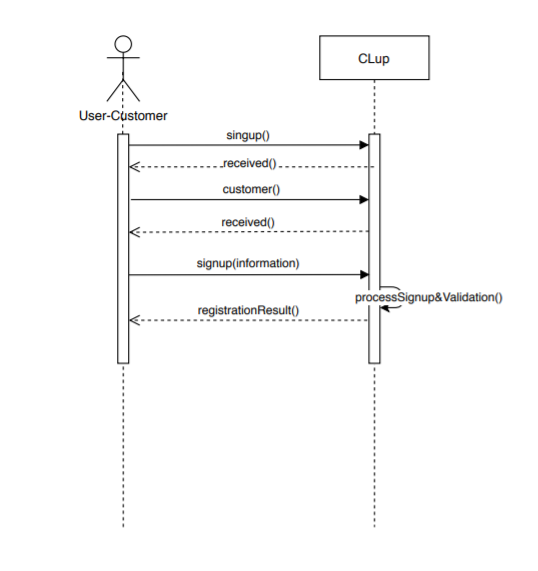 CLup
User-Customer
singup()
received()
customer()
received()
signup(information)
processSignup&Validation()
registrationResult()